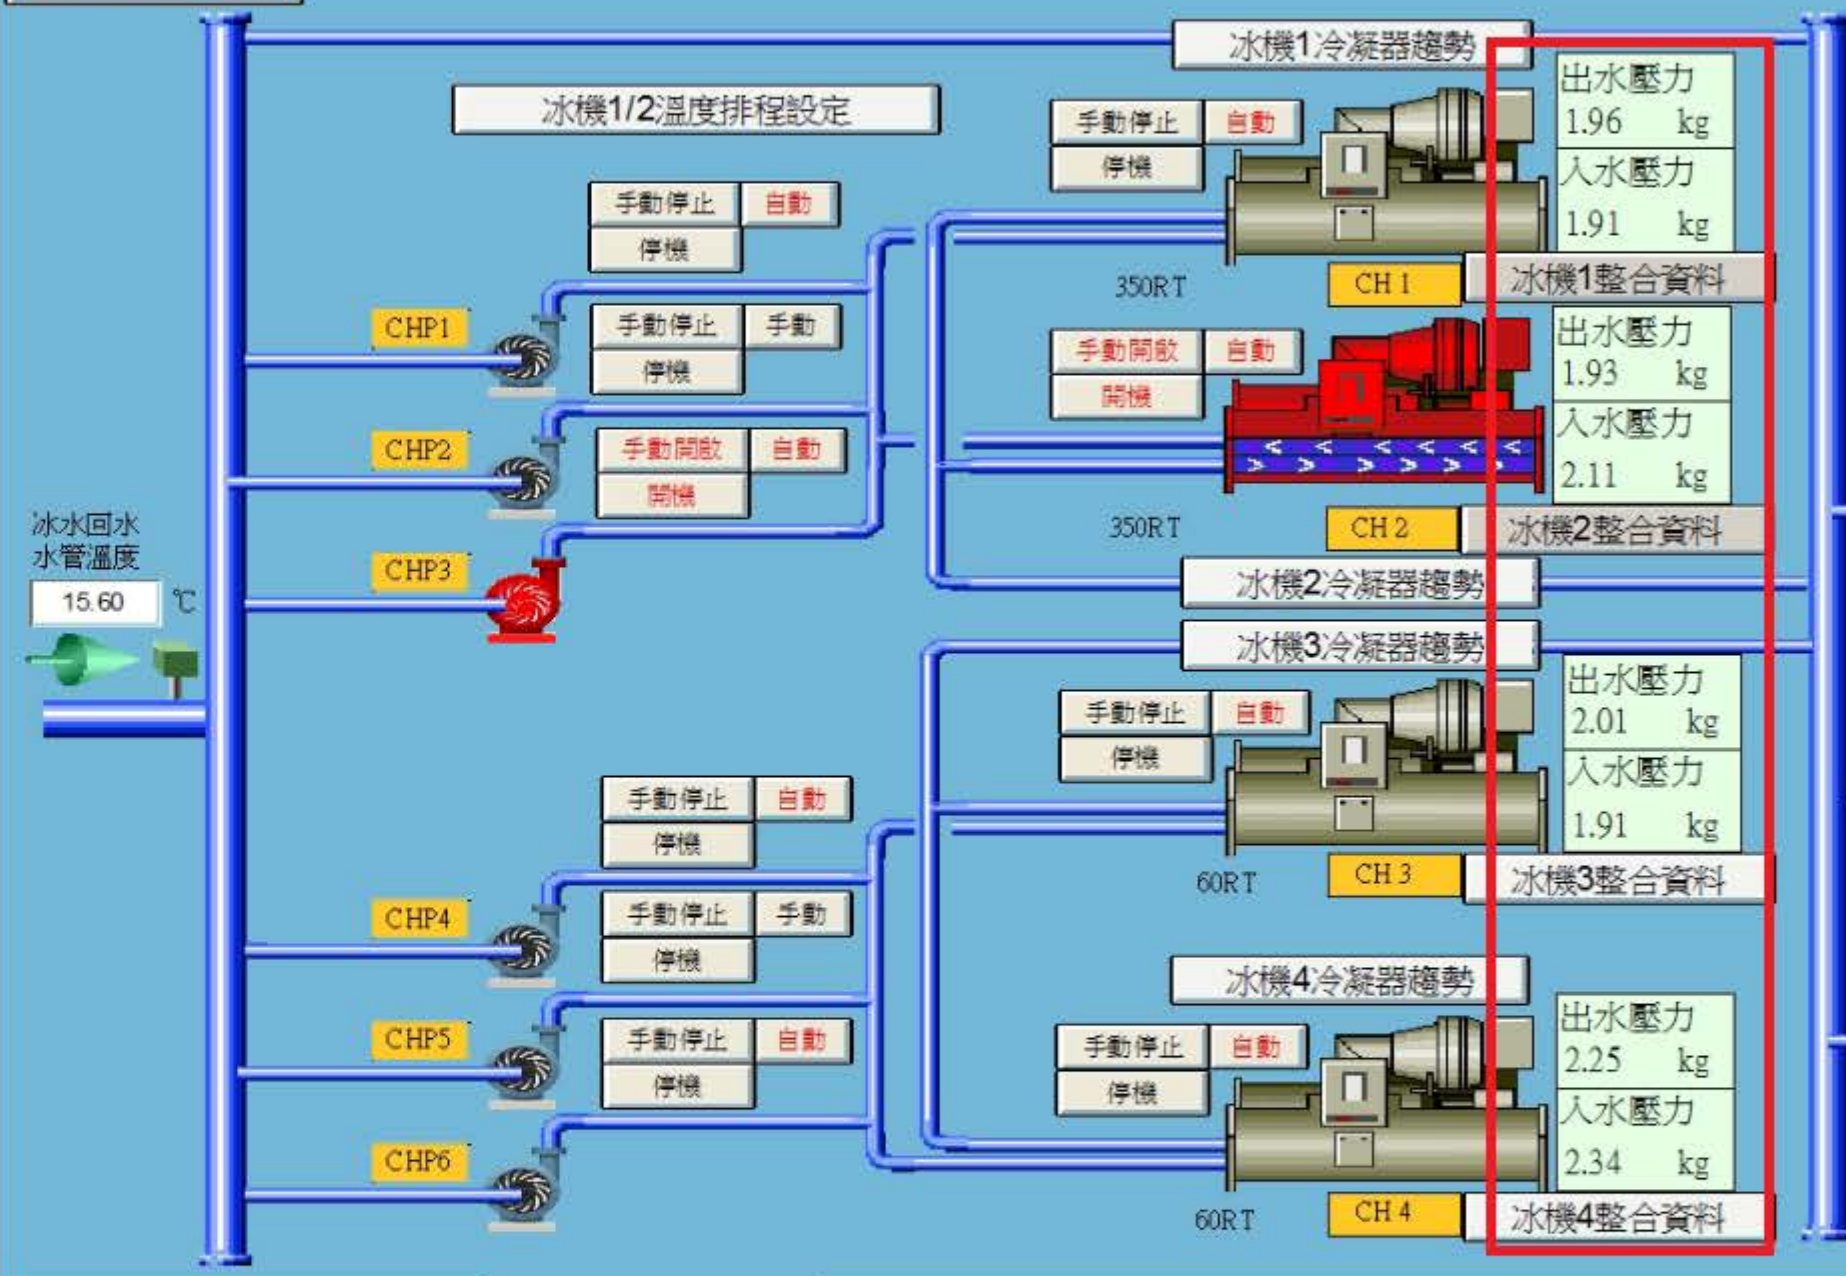 冰機1冷凝器趨勢
出水壓力
1.96 kg
入水壓力
1.91 kg
冰機1/2溫度排程設定
手動停止 自動
停機
350RT
CH 1
冰機1整合資料
手動停止 自動
停機
CHP1
手動停止 手動
停機
CHP2
手動開啟 自動
開機
CHP3
手動開啟 自動
開機
出水壓力
1.93 kg
入水壓力
2.11 kg
350RT
CH 2
冰機2整合資料
冰水回水
水管溫度
15.60 ℃
冰機2冷凝器趨勢
冰機3冷凝器趨勢
出水壓力
2.01 kg
入水壓力
1.91 kg
手動停止 自動
停機
60RT
CH 3
冰機3整合資料
手動停止 自動
停機
CHP4
手動停止 手動
停機
CHP5
手動停止 自動
停機
CHP6
冰機4冷凝器趨勢
出水壓力
2.25 kg
入水壓力
2.34 kg
手動停止 自動
停機
60RT
CH 4
冰機4整合資料